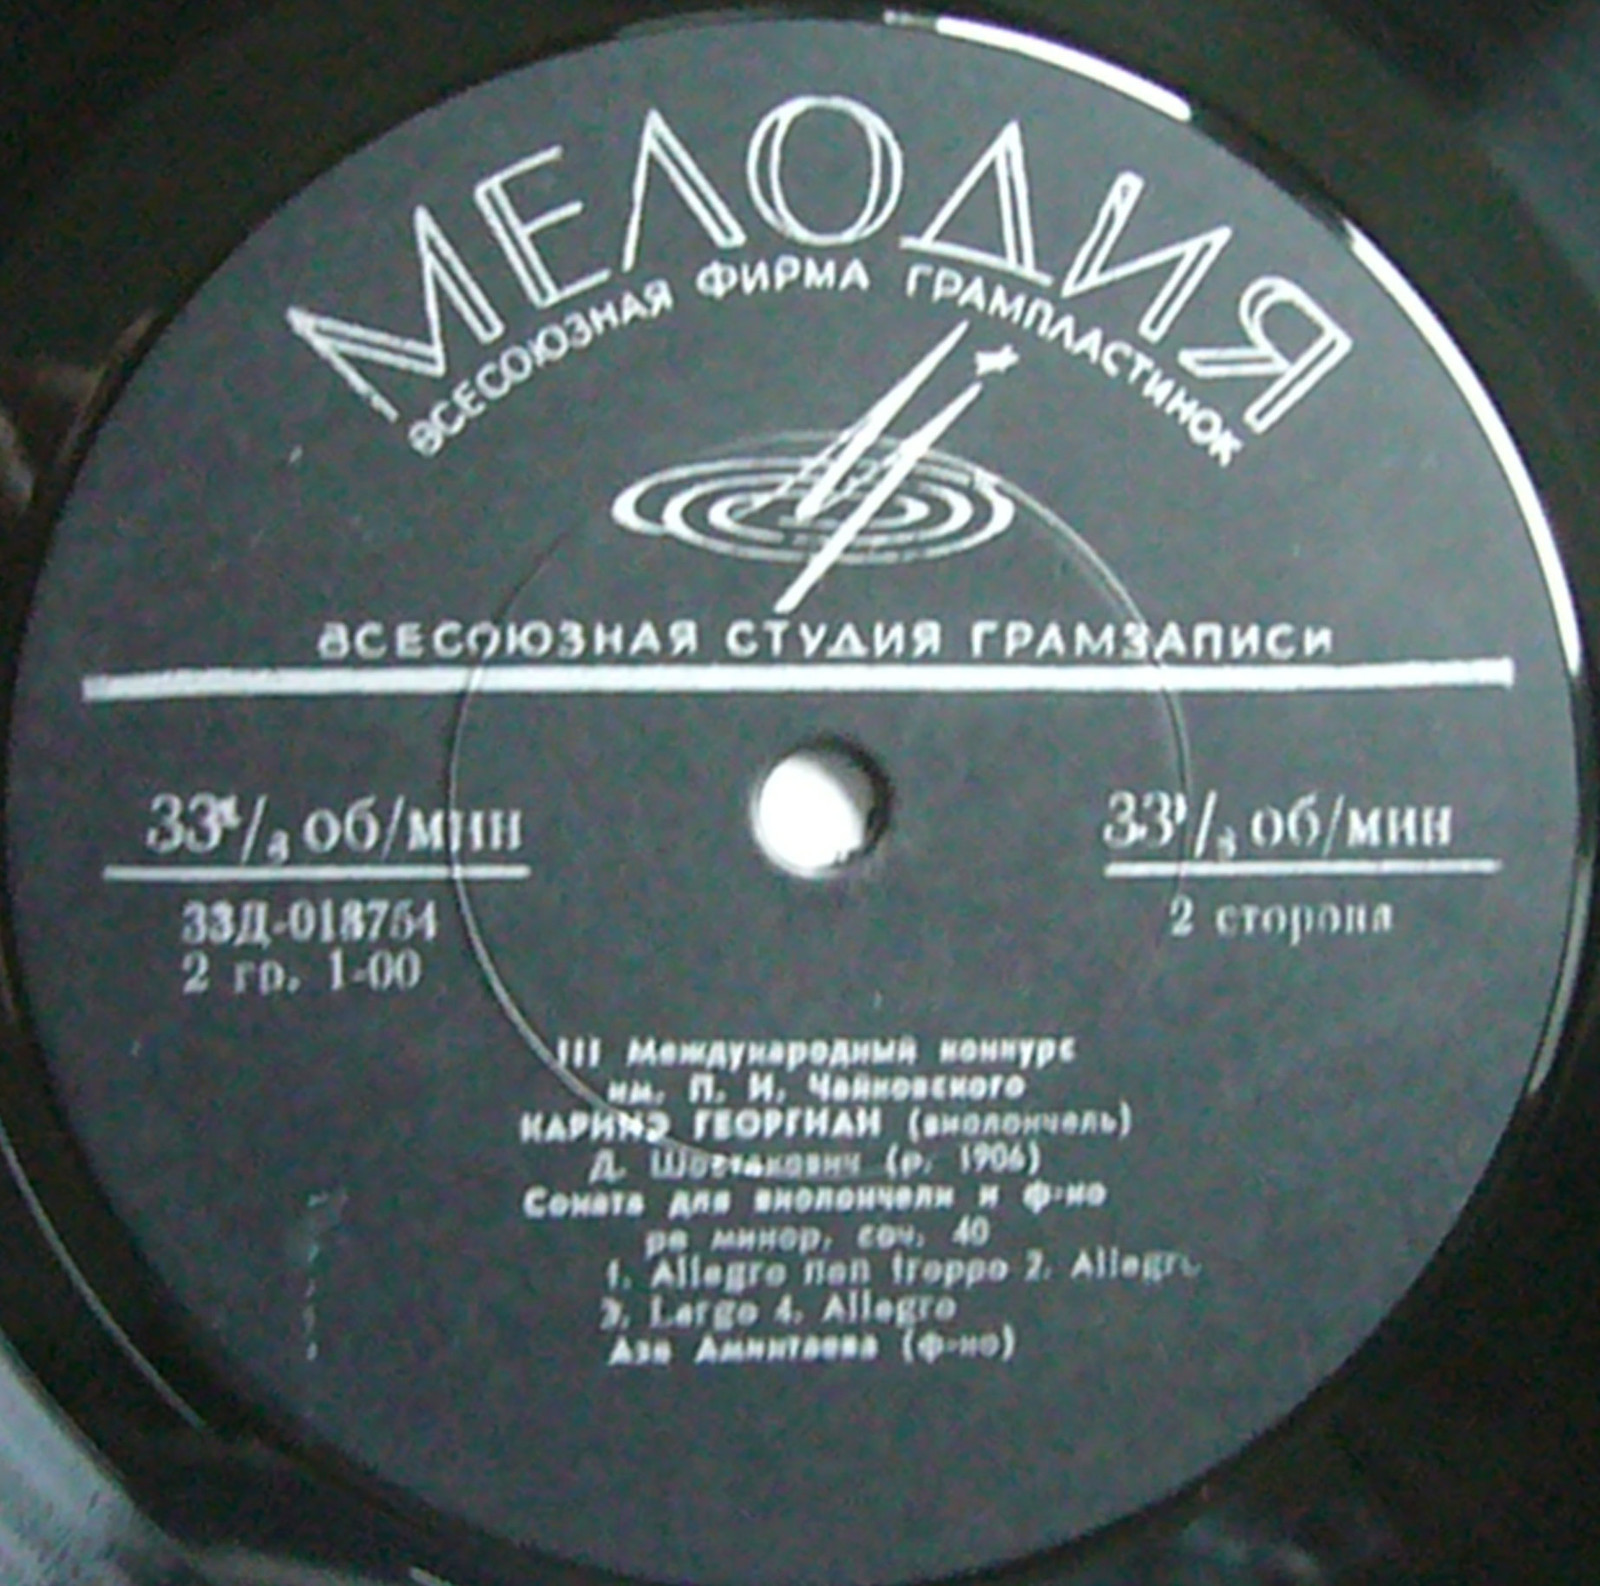 МЕЛОДИЯ
ВСЕСОЮЗНАЯ ФИРМА ГРАМПЛАСТИНОК
ВСЕСОЮЗНАЯ СТУДИЯ ГРАМЗАПИСИ
33⅓ об/мин
33⅓ об/мин
33Д-018754
2 сторона
2 гр. 1-00
III Международный конкурс
им. П. И. Чайковского
КАРИНЭ ГЕОРГИАН (виолончель)
Д. Шостакович (р. 1906)
Соната для виолончели и ф-но
ре минор, соч. 40
1. Allegro non troppo 2. Allegro
3. Largo 4. Allegro
Аза Аминтаева (ф-но)